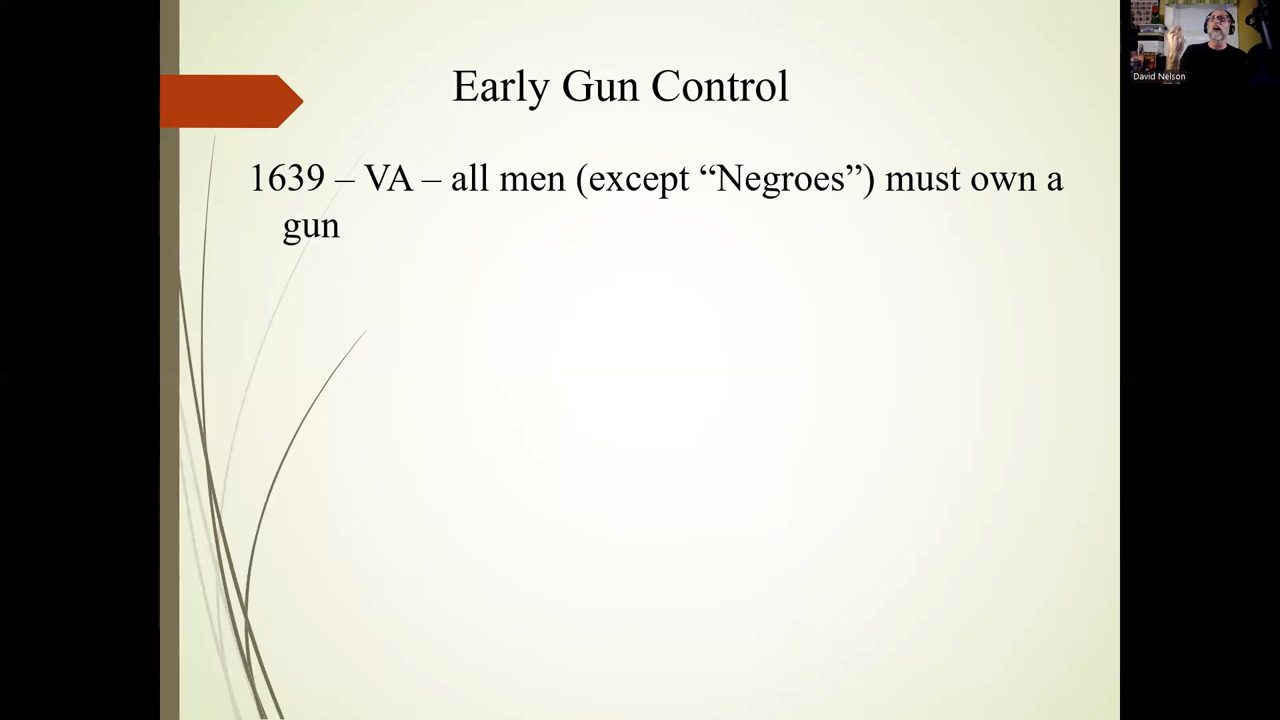 Early Gun Control
1639 – VA – all men (except “Negroes”) must own a
gun
David Nelson